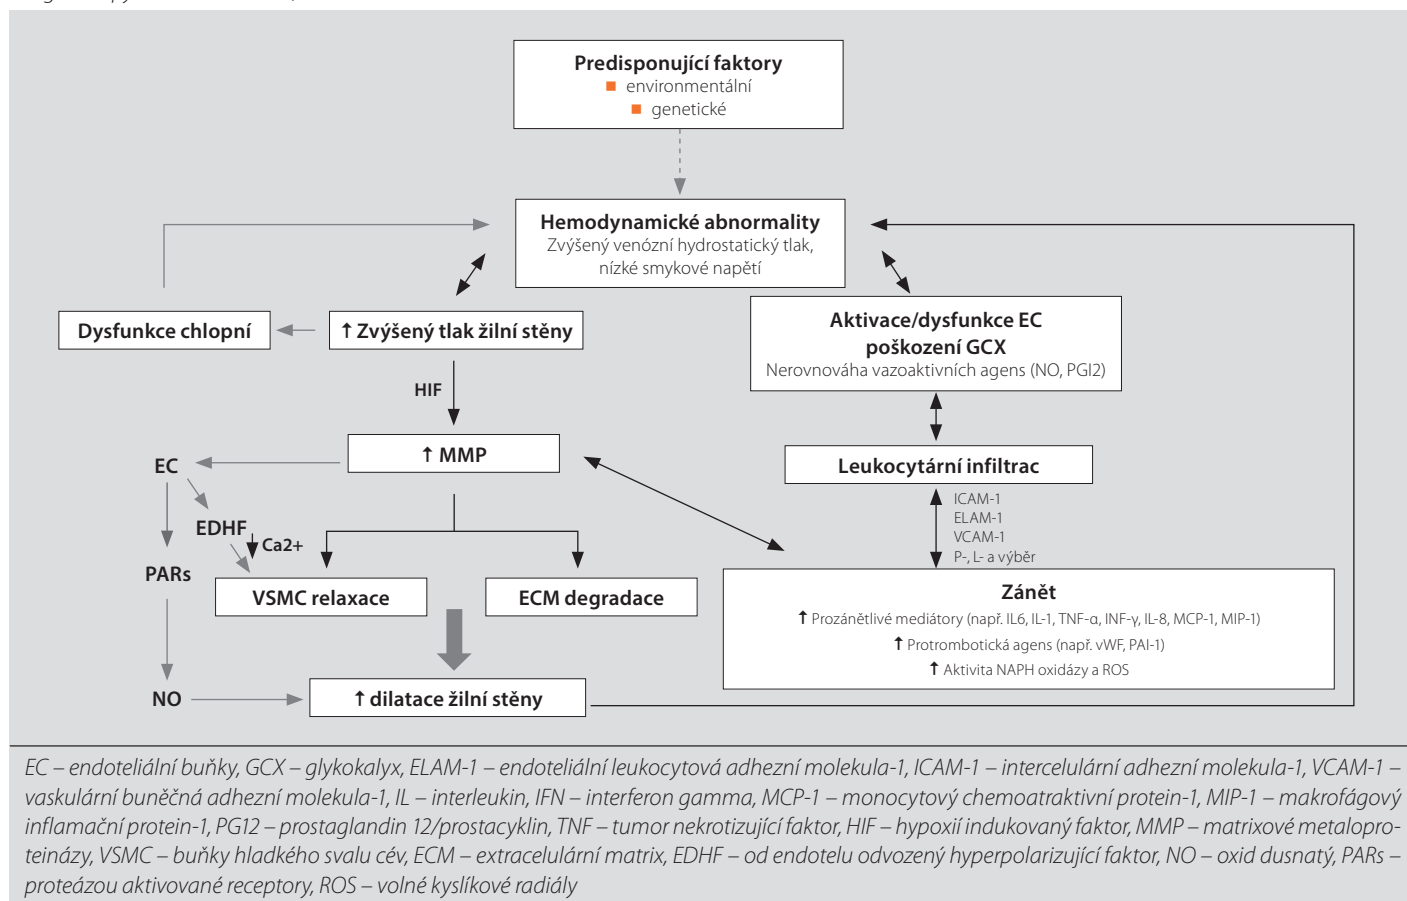 Predisponující faktory
environmentální
genetické
Hemodynamické abnormality
Zvýšený venózní hydrostatický tlak,
nízké smykové napětí
Dysfunkce chlopní
↑ Zvýšený tlak žilní stěny
Aktivace/dysfunkce EC
poškození GCX
Nerovnováha vazoaktivních agens (NO, PGI2)
HIF
↑ MMP
EC
Leukocytární infiltrac
ICAM-1
ELAM-1
VCAM-1
P-, L- a výběr
EDHF
Ca2+
PARs
VSMC relaxace
ECM degradace
Zánět
↑ Prozánětlivé mediátory (např. IL6, IL-1, TNF-α, INF-γ, IL-8, MCP-1, MIP-1)
↑ Protrombotická agens (např. vWF, PAI-1)
↑ Aktivita NAPH oxidázy a ROS
NO
↑ dilatace žilní stěny
EC – endoteliální buňky, GCX – glykokalyx, ELAM-1 – endoteliální leukocytová adhezní molekula-1, ICAM-1 – intercelulární adhezní molekula-1, VCAM-1 –
vaskulární buněčná adhezní molekula-1, IL – interleukin, IFN – interferon gamma, MCP-1 – monocytový chemoatraktivní protein-1, MIP-1 – makrofágový
inflamační protein-1, PG12 – prostaglandin 12/prostacyklin, TNF – tumor nekrotizující faktor, HIF – hypoxií indukovaný faktor, MMP – matrixové metalopro-
teinázy, VSMC – buňky hladkého svalu cév, ECM – extracelulární matrix, EDHF – od endotelu odvozený hyperpolarizující faktor, NO – oxid dusnatý, PARs –
proteázou aktivované receptory, ROS – volné kyslíkové radiály